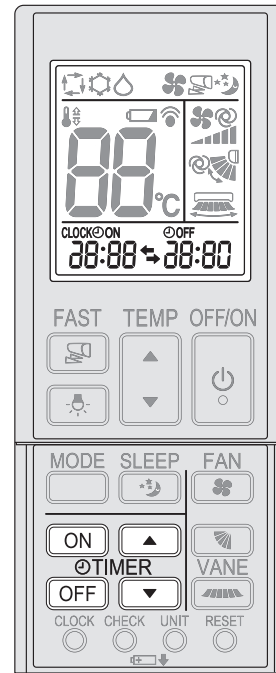 88
°C
CLOCK ON OFF
88:88 88:80
FAST TEMP OFF/ON
MODE SLEEP FAN
ON
TIMER
OFF
VANE
CLOCK CHECK UNIT RESET